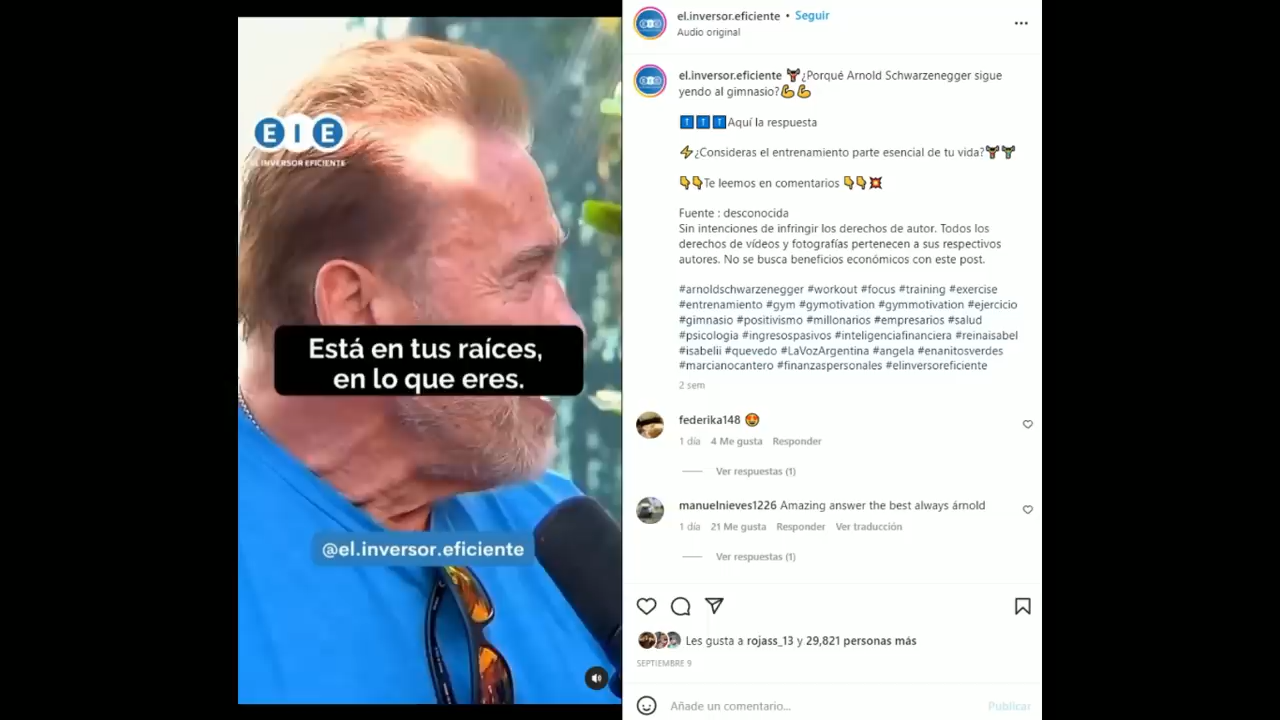 E I E
EL INVERSOR EFICIENTE
Está en tus raíces,
en lo que eres.
@el.inversor.eficiente
el.inversor.eficiente • Seguir
Audio original
el.inversor.eficiente ¿Porqué Arnold Schwarzenegger sigue
yendo al gimnasio?
Aquí la respuesta
¿Consideras el entrenamiento parte esencial de tu vida?
Te leemos en comentarios
Fuente : desconocida
Sin intenciones de infringir los derechos de autor. Todos los
derechos de vídeos y fotografías pertenecen a sus respectivos
autores. No se busca beneficios económicos con este post.
#arnoldschwarzenegger #workout #focus #training #exercise
#entrenamiento #gym #gymotivation #gymmotivation #ejercicio
#gimnasio #positivismo #millonarios #empresarios #salud
#psicologia #ingresospasivos #inteligenciafinanciera #reinaisabel
#isabelii #quevedo #LaVozArgentina #angela #enanitosverdes
#marcianocantero #finanzaspersonales #elinversoreficiente
2 sem
federika148
1 día 4 Me gusta Responder
Ver respuestas (1)
manuelnieves1226 Amazing answer the best always árnold
1 día 21 Me gusta Responder Ver traducción
Ver respuestas (1)
Les gusta a rojass_13 y 29,821 personas más
SEPTIEMBRE 9
Añade un comentario...
Publicar